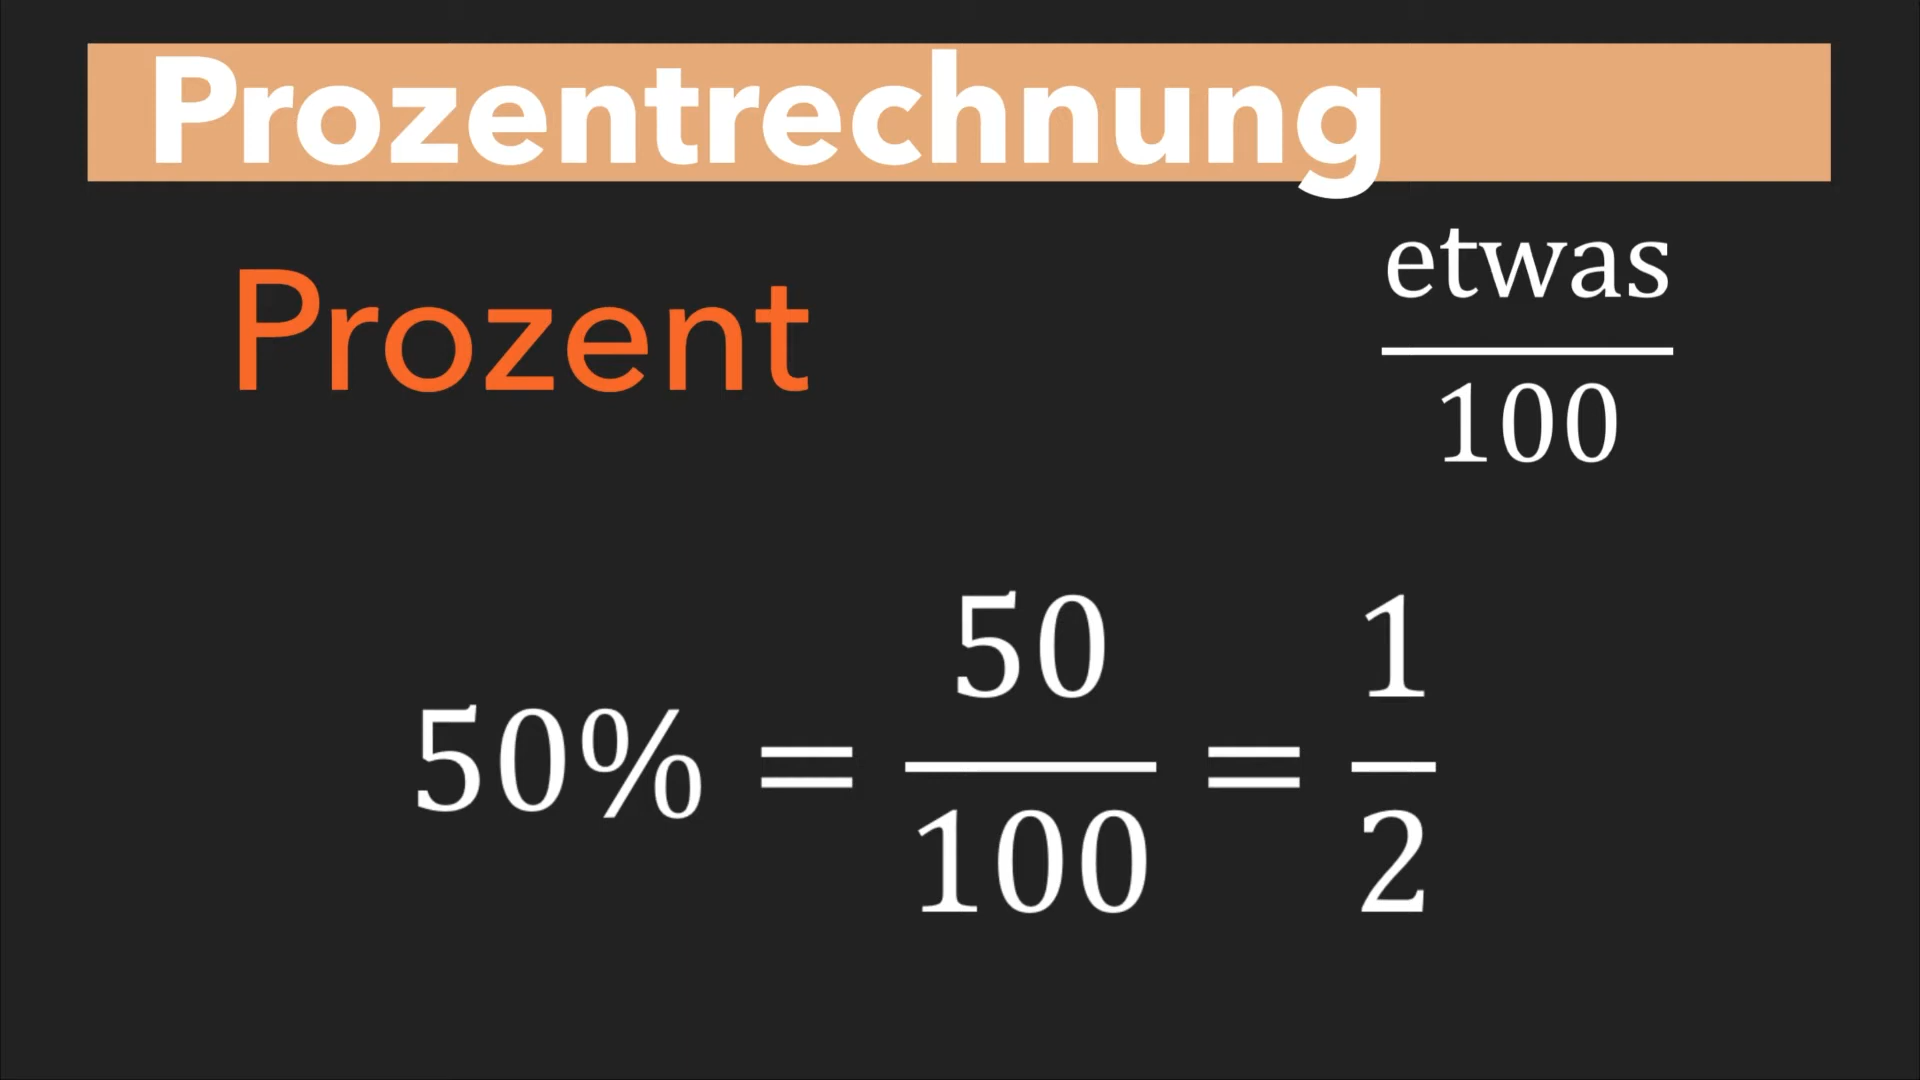 Prozentrechnung
Prozent
etwas
100
50% = 50/100 = 1/2